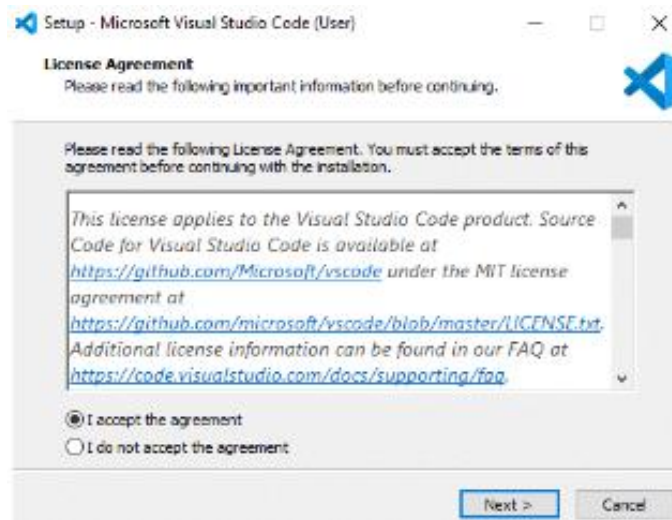 Setup - Microsoft Visual Studio Code (User)
License Agreement
Please read the following important information before continuing.
Please read the following License Agreement. You must accept the terms of this
agreement before continuing with the installation.
This license applies to the Visual Studio Code product. Source
Code for Visual Studio Code is available at
https://github.com/Microsoft/vscode under the MIT license
agreement at
https://github.com/microsoft/vscode/blob/master/LICENSE.txt.
Additional license information can be found in our FAQ at
https://code.visualstudio.com/docs/supporting/faq.
I accept the agreement
I do not accept the agreement
Next >
Cancel